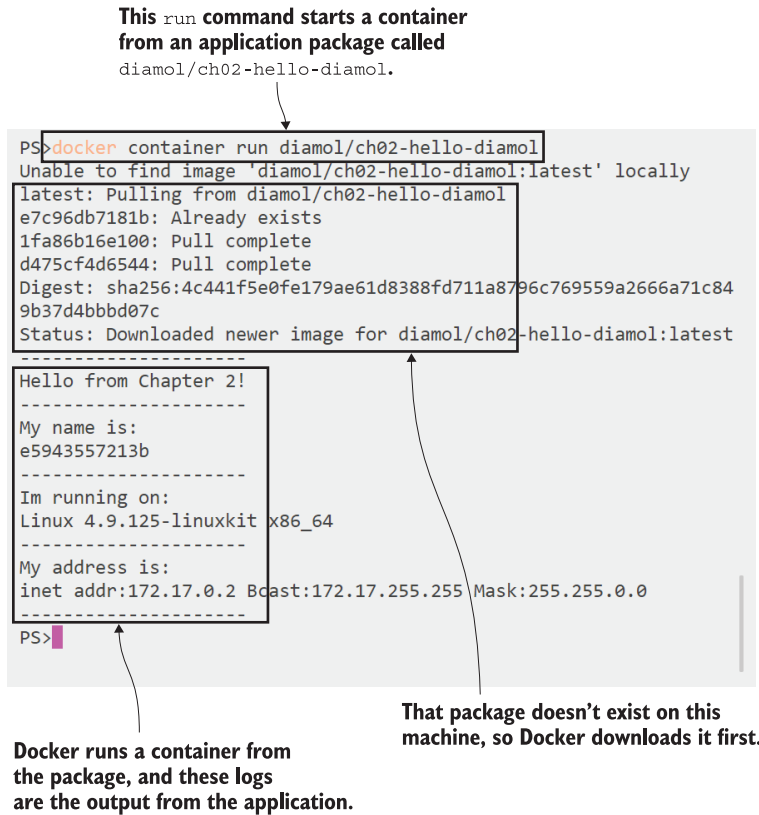 This run command starts a container
from an application package called
diamol/ch02-hello-diamol.
PS>docker container run diamol/ch02-hello-diamol
Unable to find image 'diamol/ch02-hello-diamol:latest' locally
latest: Pulling from diamol/ch02-hello-diamol
e7c96db7181b: Already exists
1fa86b16e100: Pull complete
d475cf4d6544: Pull complete
Digest: sha256:4c441f5e0fe179ae61d8388fd711a8796c769559a2666a71c84
9b37d4bbbd07c
Status: Downloaded newer image for diamol/ch02-hello-diamol:latest
---------------------
Hello from Chapter 2!
---------------------
My name is:
e5943557213b
---------------------
Im running on:
Linux 4.9.125-linuxkit x86_64
---------------------
My address is:
inet addr:172.17.0.2 Bcast:172.17.255.255 Mask:255.255.0.0
---------------------
PS>
That package doesn't exist on this
machine, so Docker downloads it first.
Docker runs a container from
the package, and these logs
are the output from the application.